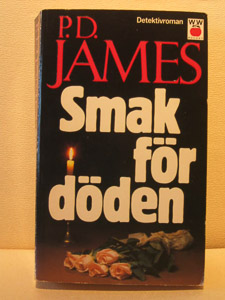 P.D.
JAMES
Detektivroman
WW
Smak
för
döden